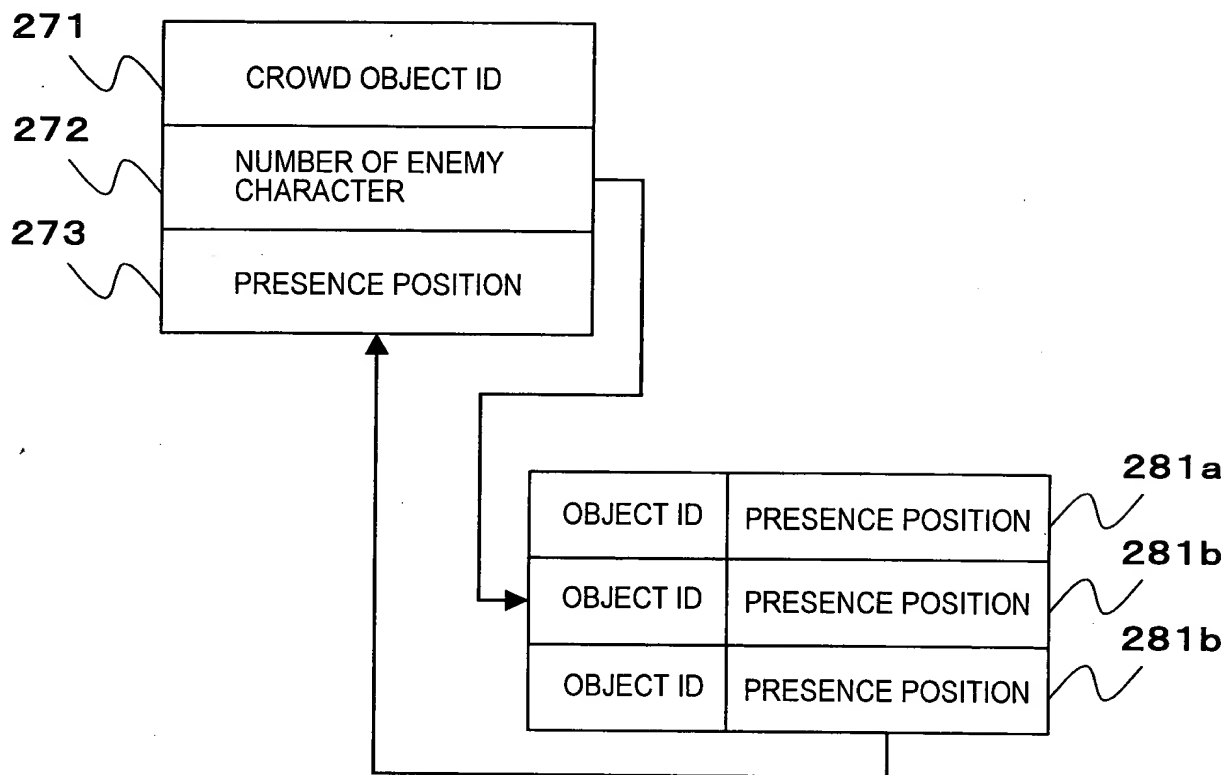 271
CROWD OBJECT ID
272
NUMBER OF ENEMY
CHARACTER
273
PRESENCE POSITION
281a
OBJECT ID PRESENCE POSITION
281b
OBJECT ID PRESENCE POSITION
281b
OBJECT ID PRESENCE POSITION